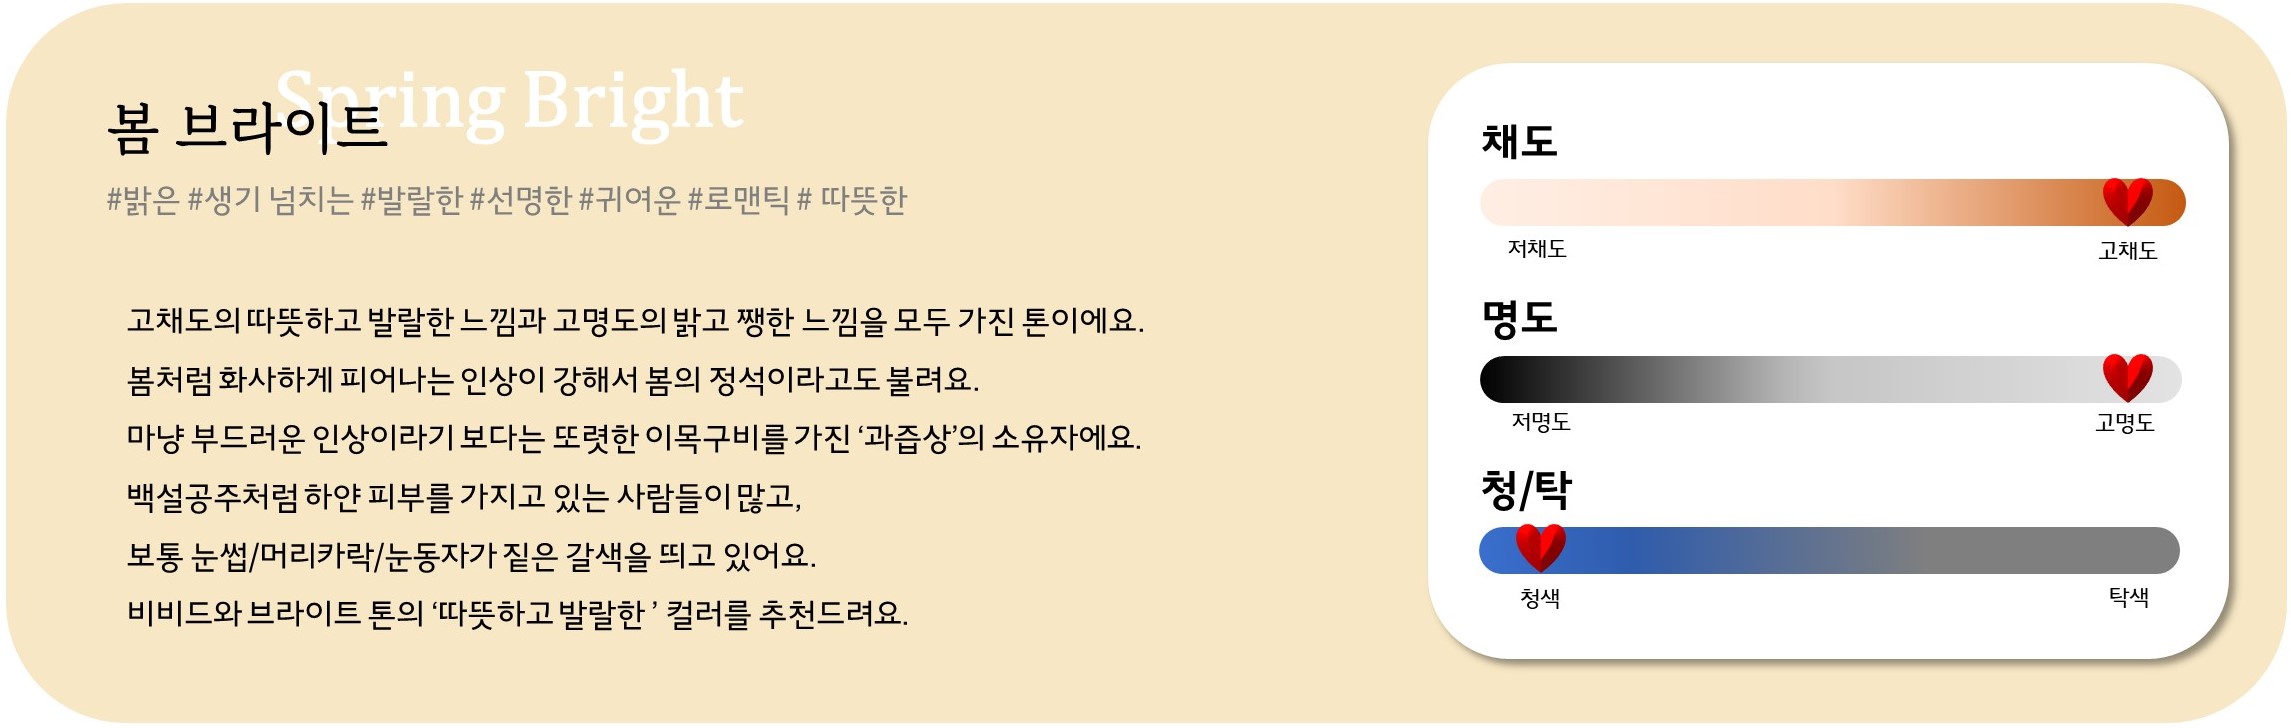 Spring Bright
봄 브라이트
#밝은 #생기 넘치는 #발랄한 #선명한 #귀여운 #로맨틱 # 따뜻한
고채도의 따뜻하고 발랄한 느낌과 고명도의 밝고 쨍한 느낌을 모두 가진 톤이에요.
봄처럼 화사하게 피어나는 인상이 강해서 봄의 정석이라고도 불려요.
마냥 부드러운 인상이라기 보다는 또렷한 이목구비를 가진 ‘과즙상’의 소유자에요.
백설공주처럼 하얀 피부를 가지고 있는 사람들이 많고,
보통 눈썹/머리카락/눈동자가 짙은 갈색을 띄고 있어요.
비비드와 브라이트 톤의 ‘따뜻하고 발랄한 ’ 컬러를 추천드려요.
채도
저채도 고채도
명도
저명도 고명도
청/탁
청색 탁색